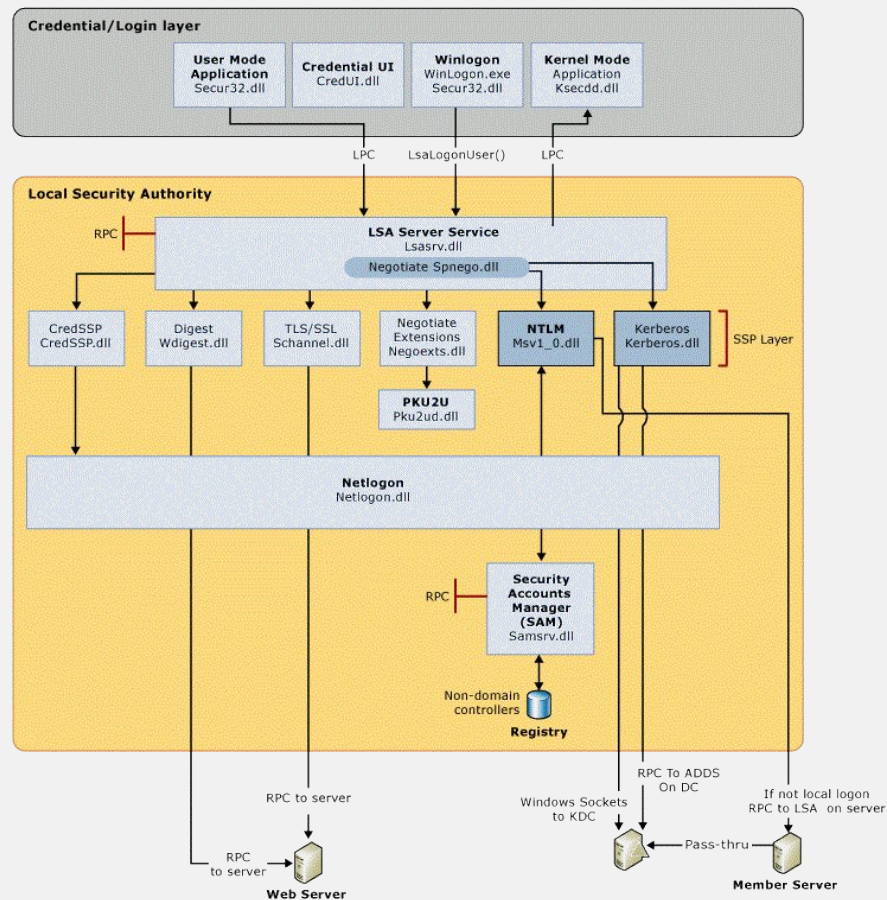 Credential/Login layer
User Mode
Application
Secur32.dll
Credential UI
CredUI.dll
Winlogon
WinLogon.exe
Secur32.dll
Kernel Mode
Application
Ksecdd.dll
LPC
LsaLogonUser()
LPC
Local Security Authority
RPC
LSA Server Service
Lsasrv.dll
Negotiate Spnego.dll
CredSSP
CredSSP.dll
Digest
Wdigest.dll
TLS/SSL
Schannel.dll
Negotiate
Extensions
Negoexts.dll
NTLM
Msv1_0.dll
Kerberos
Kerberos.dll
SSP Layer
PKU2U
Pku2ud.dll
Netlogon
Netlogon.dll
RPC
Security
Accounts
Manager
(SAM)
Samsrv.dll
Non-domain
controllers
Registry
RPC to server
RPC
to server
Web Server
Windows Sockets
to KDC
RPC To ADDS
On DC
If not local logon
RPC to LSA on server
Pass-thru
Member Server